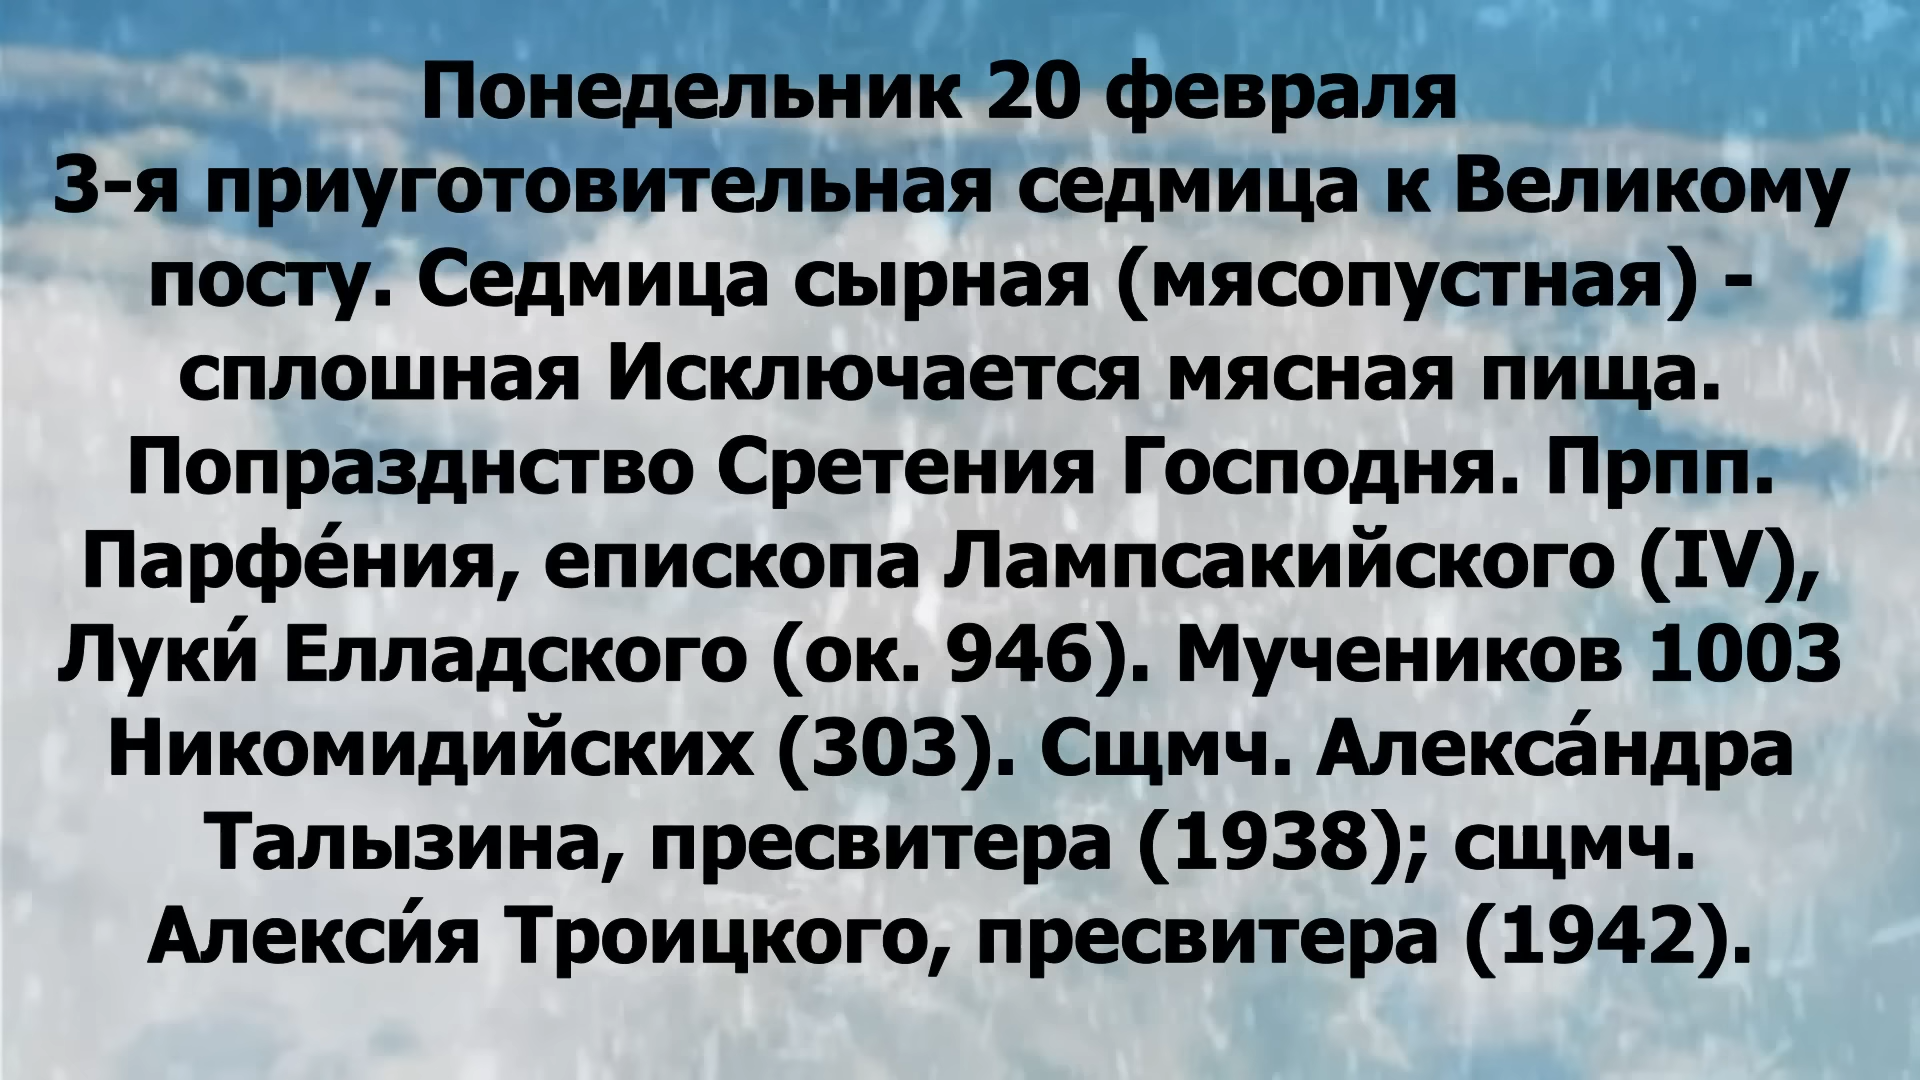 Понедельник 20 февраля
3-я приуготовительная седмица к Великому
посту. Седмица сырная (мясопустная) -
сплошная Исключается мясная пища.
Попразднство Сретения Господня. Прпп.
Парфе́ния, епископа Лампсакийского (IV),
Луки́ Елладского (ок. 946). Мучеников 1003
Никомидийских (303). Сщмч. Алекса́ндра
Талызина, пресвитера (1938); сщмч.
Алекси́я Троицкого, пресвитера (1942).